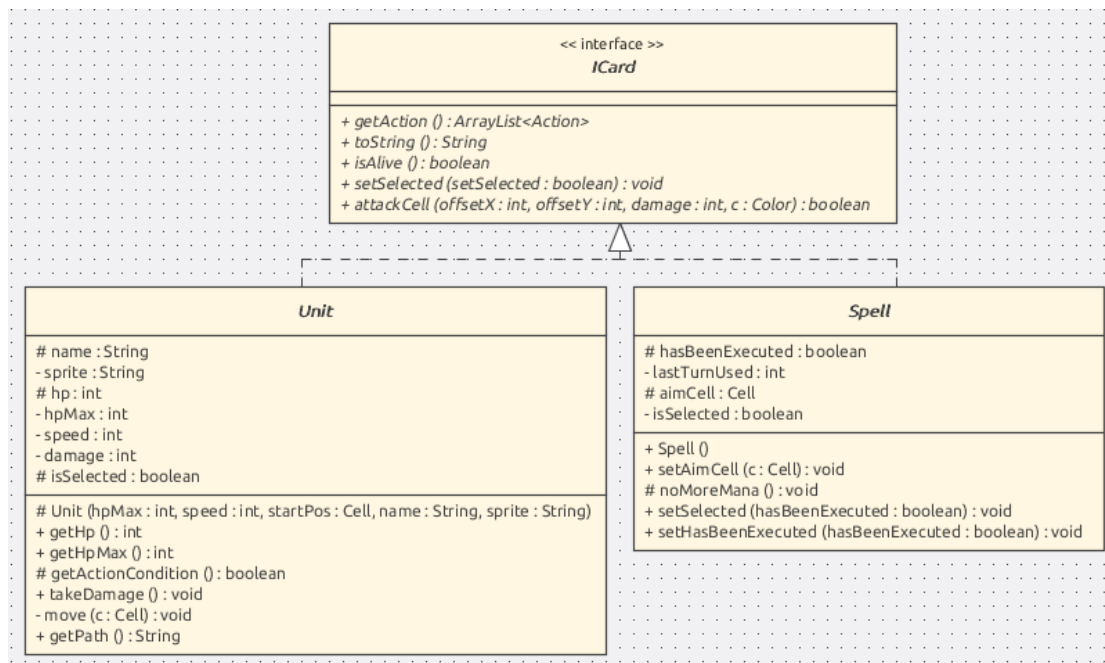 << interface >>
ICard
+ getAction () : ArrayList<Action>
+ toString () : String
+ isAlive () : boolean
+ setSelected (setSelected : boolean) : void
+ attackCell (offsetX : int, offsetY : int, damage : int, c : Color) : boolean
Unit
# name : String
- sprite : String
# hp : int
- hpMax : int
- speed : int
- damage : int
# isSelected : boolean
# Unit (hpMax : int, speed : int, startPos : Cell, name : String, sprite : String)
+ getHp () : int
+ getHpMax () : int
# getActionCondition () : boolean
+ takeDamage () : void
- move (c : Cell) : void
+ getPath () : String
Spell
# hasBeenExecuted : boolean
- lastTurnUsed : int
# aimCell : Cell
- isSelected : boolean
+ Spell ()
+ setAimCell (c : Cell) : void
# noMoreMana () : void
+ setSelected (hasBeenExecuted : boolean) : void
+ setHasBeenExecuted (hasBeenExecuted : boolean) : void